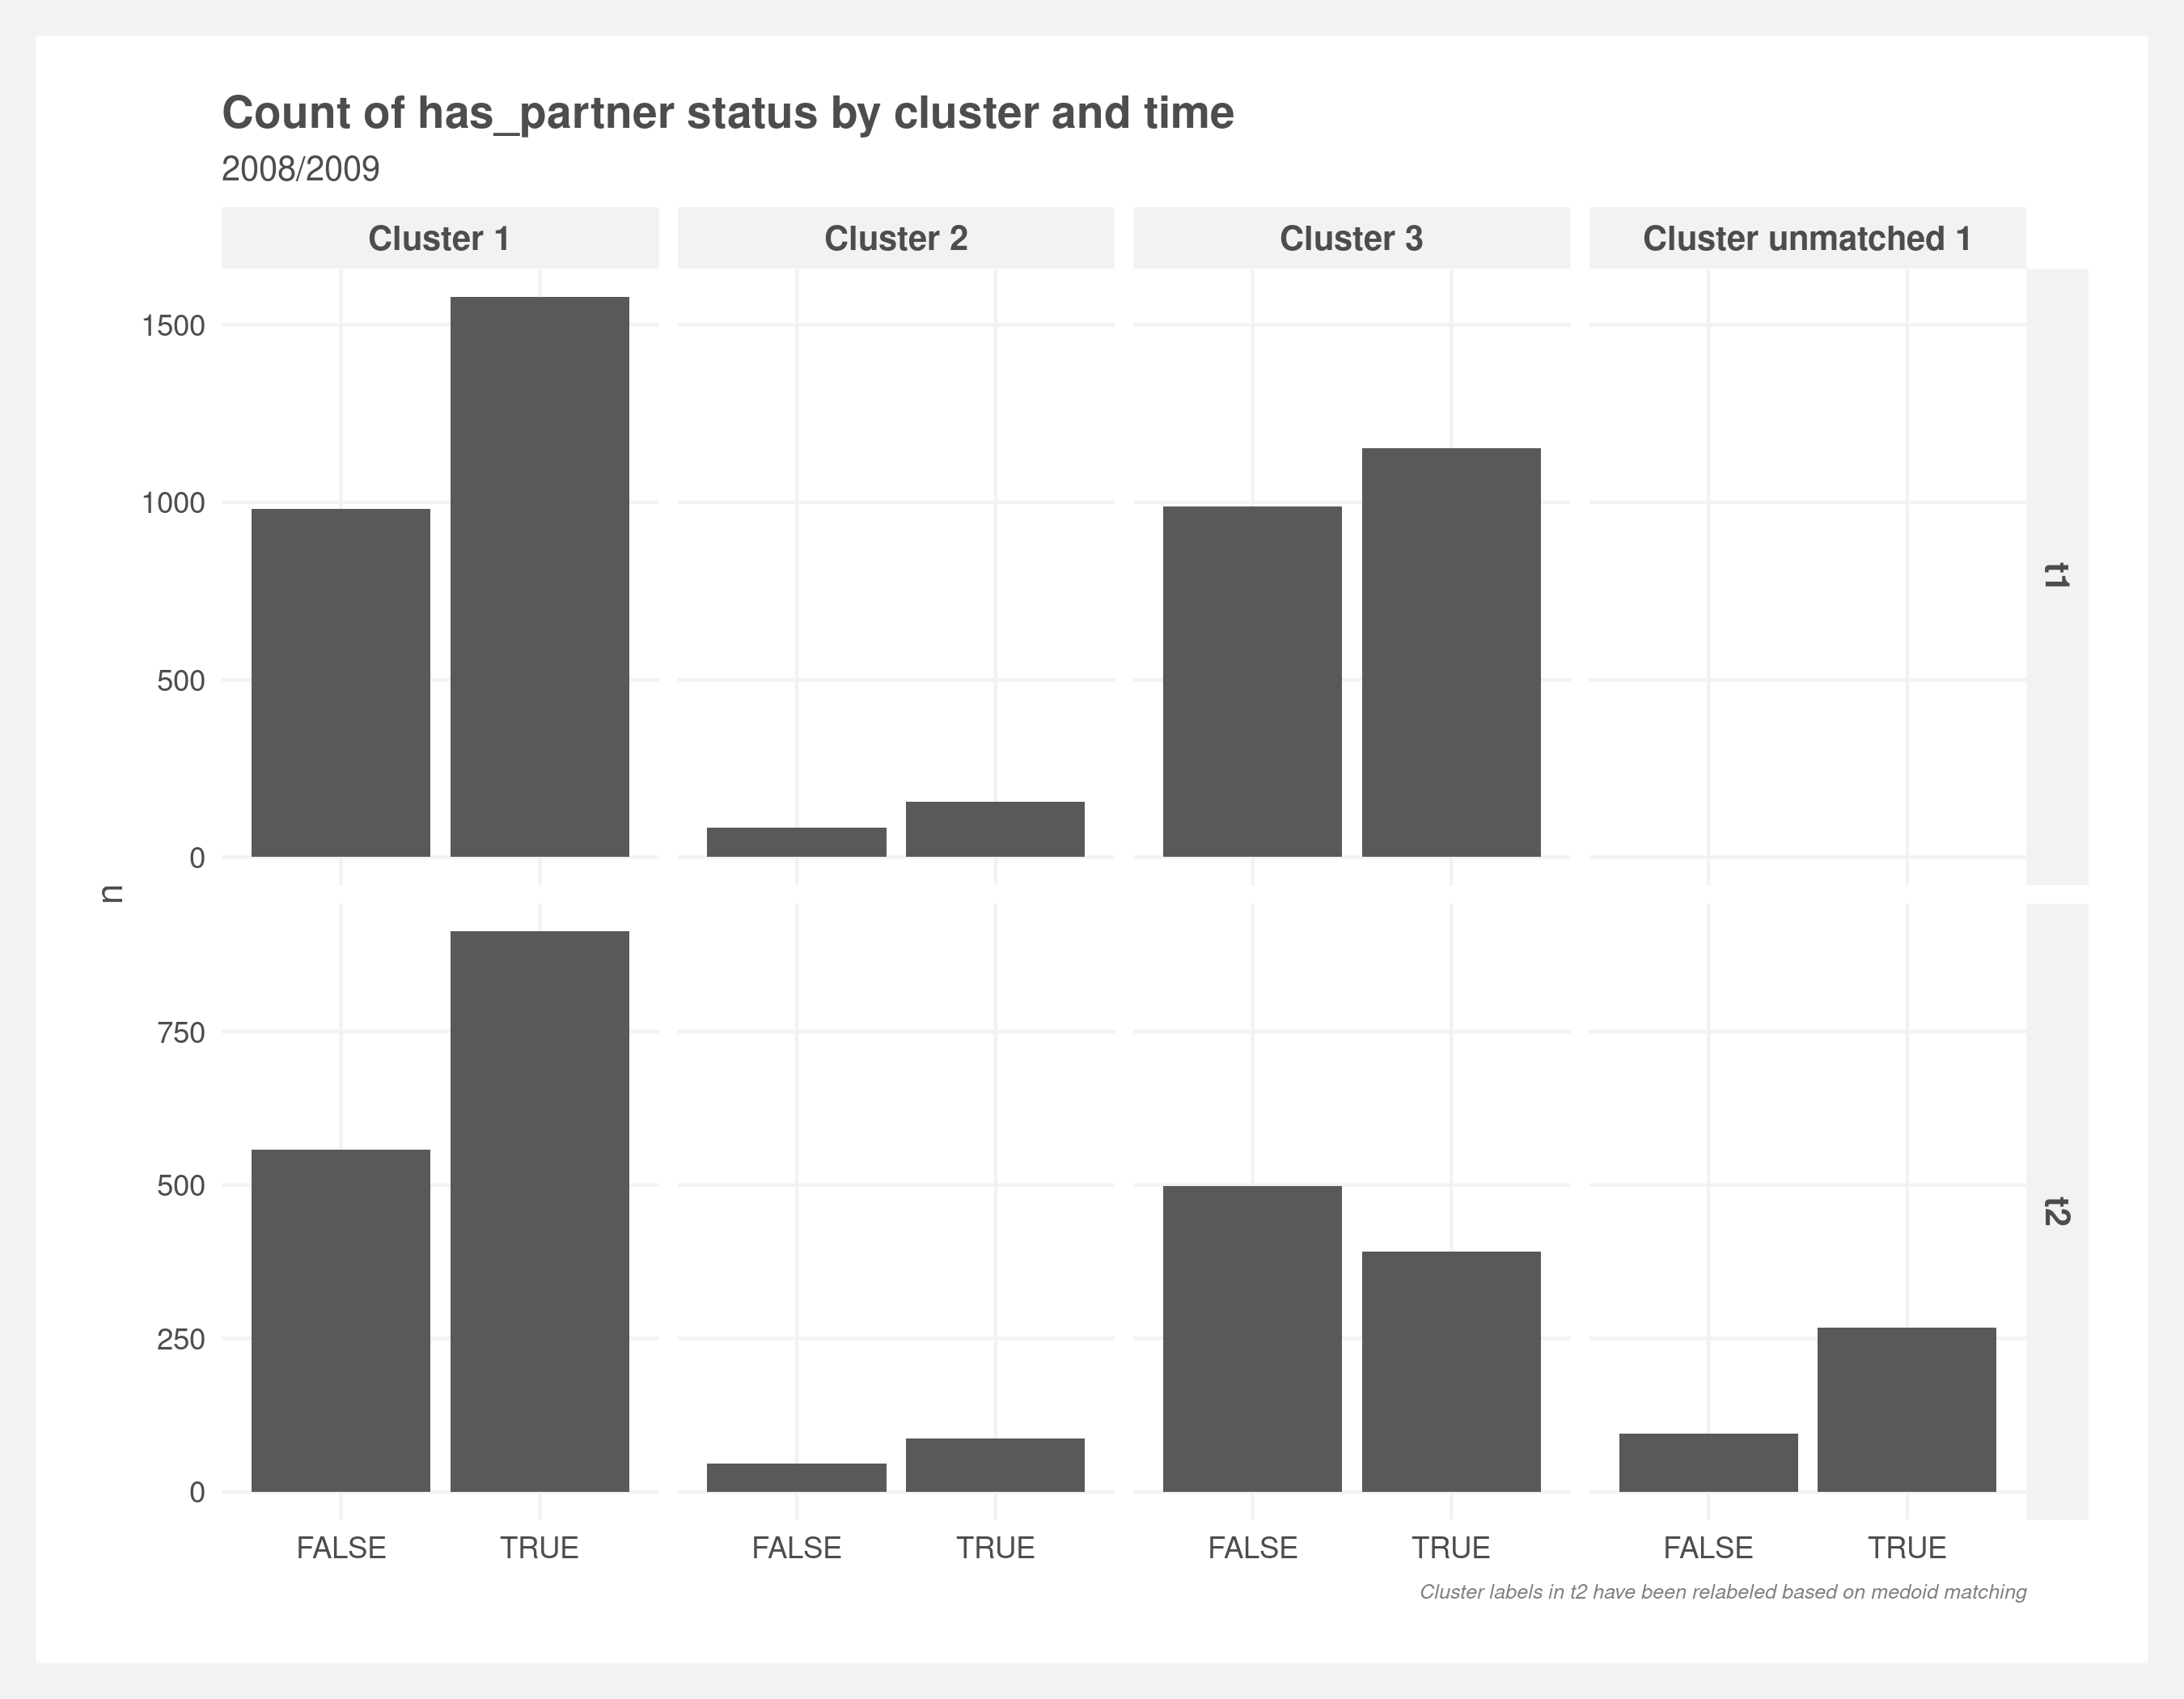 Count of has_partner status by cluster and time
2008/2009
Cluster 1
Cluster 2
Cluster 3
Cluster unmatched 1
1500
1000
500
0
t1
n
750
500
250
0
t2
FALSE
TRUE
FALSE
TRUE
FALSE
TRUE
FALSE
TRUE
Cluster labels in t2 have been relabeled based on medoid matching